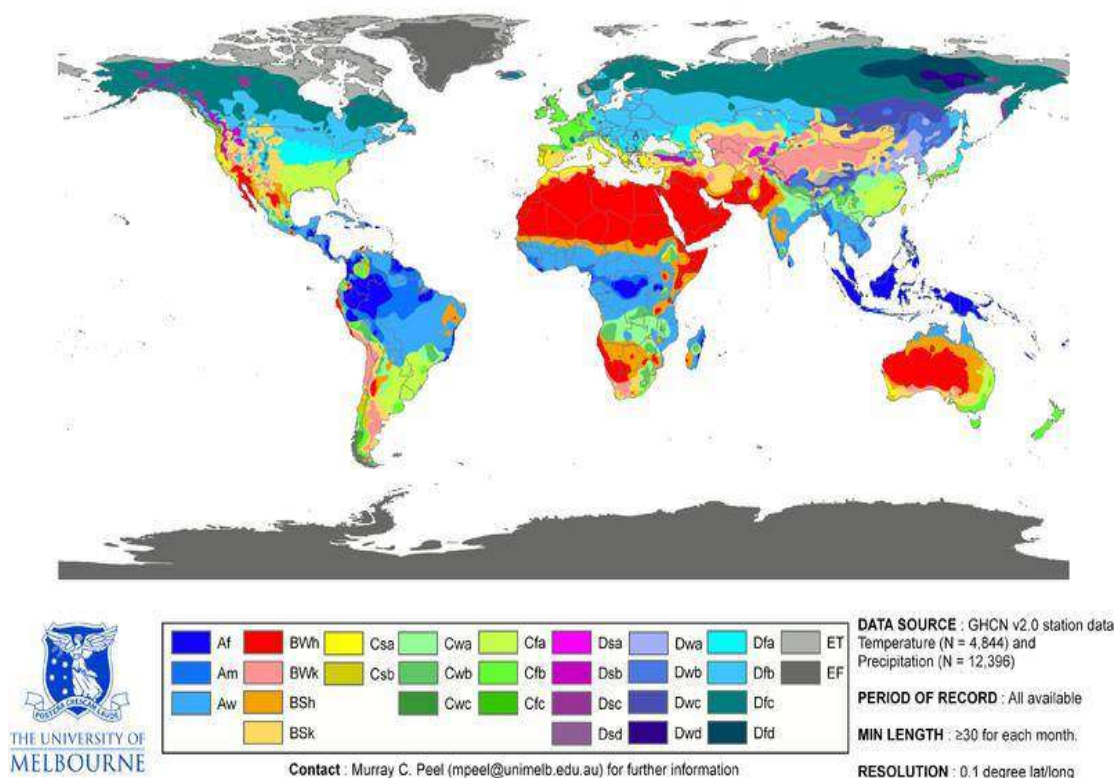 Af
Am
Aw
BWh
BWk
BSh
BSk
Csa
Csb
Cwa
Cwb
Cwc
Cfa
Cfb
Cfc
Dsa
Dsb
Dsc
Dsd
Dwa
Dwb
Dwc
Dwd
Dfa
Dfb
Dfc
Dfd
ET
EF
DATA SOURCE : GHCN v2.0 station data
Temperature (N = 4,844) and
Precipitation (N = 12,396)
PERIOD OF RECORD : All available
MIN LENGTH : ≥30 for each month.
RESOLUTION : 0.1 degree lat/long
POSTERA CRESCAM LAUDE
THE UNIVERSITY OF
MELBOURNE
Contact : Murray C. Peel (mpeel@unimelb.edu.au) for further information